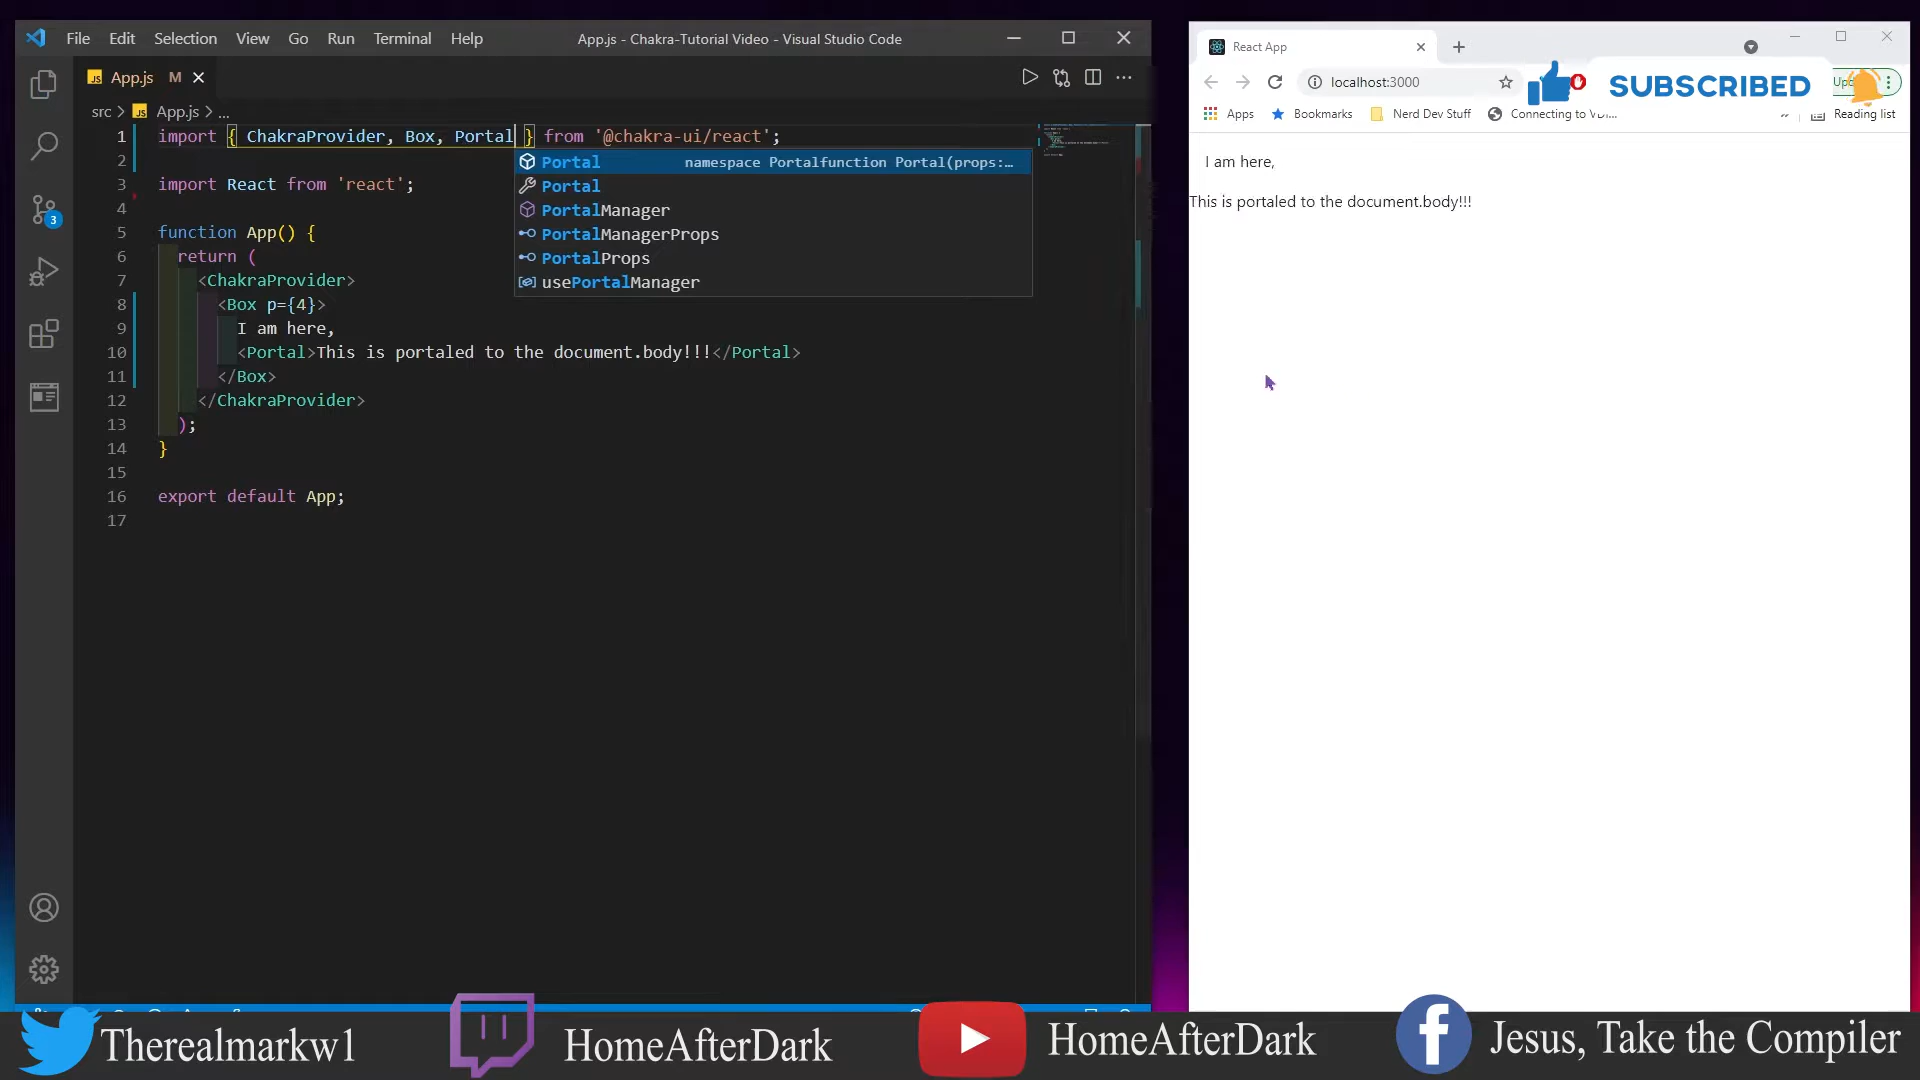 File Edit Selection View Go Run Terminal Help
App.js - Chakra-Tutorial Video - Visual Studio Code
App.js M
src > App.js > ...
1 import { ChakraProvider, Box, Portal } from '@chakra-ui/react';
2
3 import React from 'react';
4
5 function App() {
6 return (
7 <ChakraProvider>
8 <Box p={4}>
9 I am here,
10 <Portal>This is portaled to the document.body!!!</Portal>
11 </Box>
12 </ChakraProvider>
13 );
14 }
15
16 export default App;
17
Portal namespace Portalfunction Portal(props:…
Portal
PortalManager
PortalManagerProps
PortalProps
usePortalManager
3
React App
localhost:3000
SUBSCRIBED
Apps Bookmarks Nerd Dev Stuff Connecting to VDI... » Reading list
I am here,
This is portaled to the document.body!!!
Therealmarkw1
HomeAfterDark
HomeAfterDark
Jesus, Take the Compiler